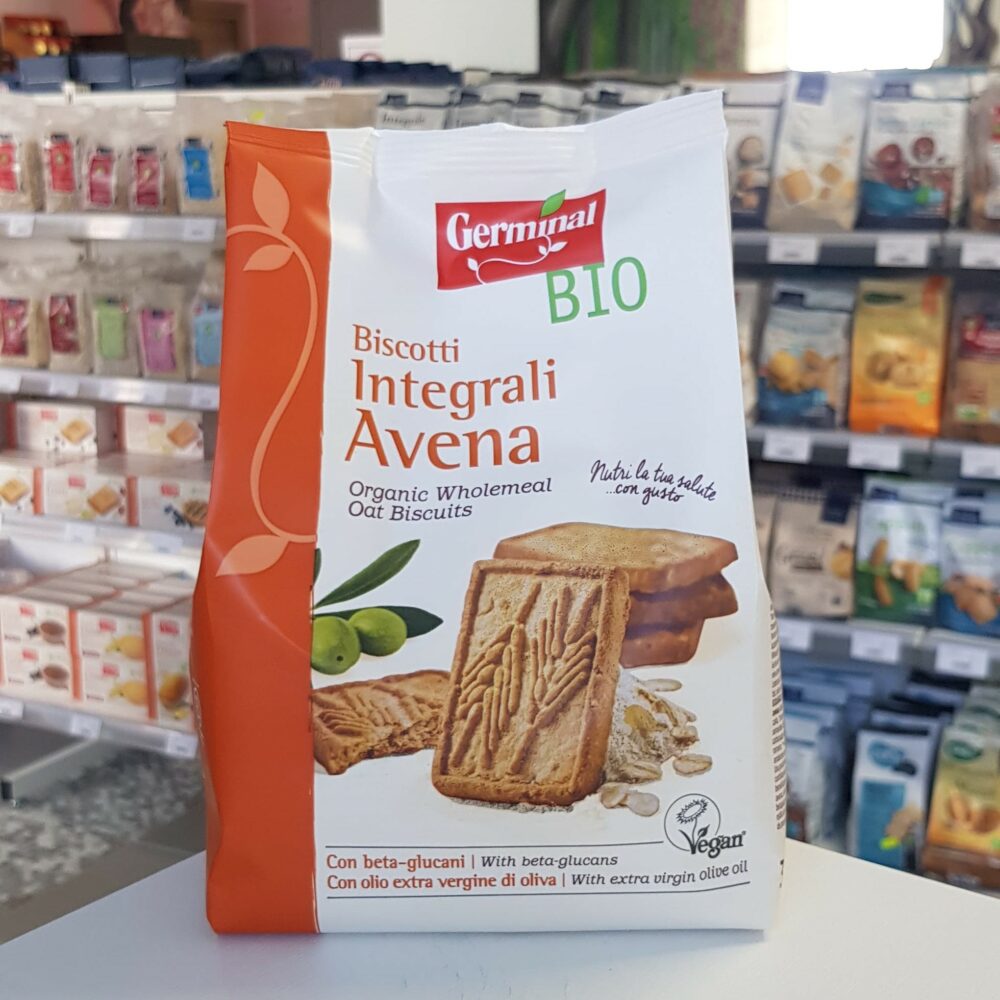 Germinal
BIO
Biscotti
Integrali
Avena
Organic Wholemeal
Oat Biscuits
Nutri la tua salute
...con gusto
Vegan
Con beta-glucani | With beta-glucans
Con olio extra vergine di oliva | With extra virgin olive oil